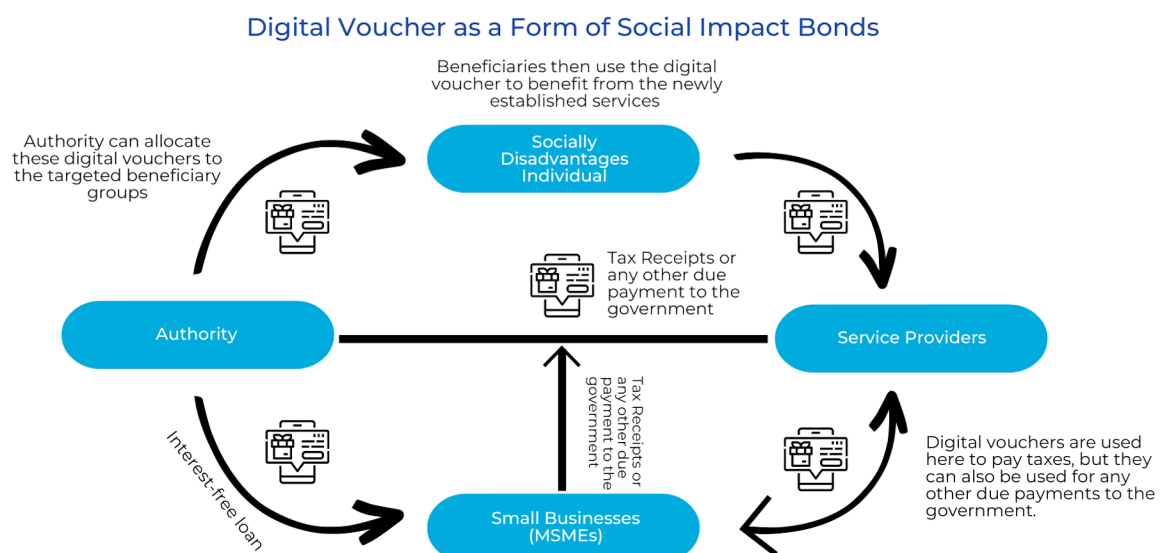 Digital Voucher as a Form of Social Impact Bonds
Beneficiaries then use the digital
voucher to benefit from the newly
established services
Authority can allocate
these digital vouchers to
the targeted beneficiary
groups
Socially
Disadvantages
Individual
Tax Receipts or
any other due
payment to the
government
Authority
Service Providers
Tax Receipts or
any other due
payment to the
government
Interest-free loan
Digital vouchers are used
here to pay taxes, but they
can also be used for any
other due payments to the
government.
Small Businesses
(MSMEs)